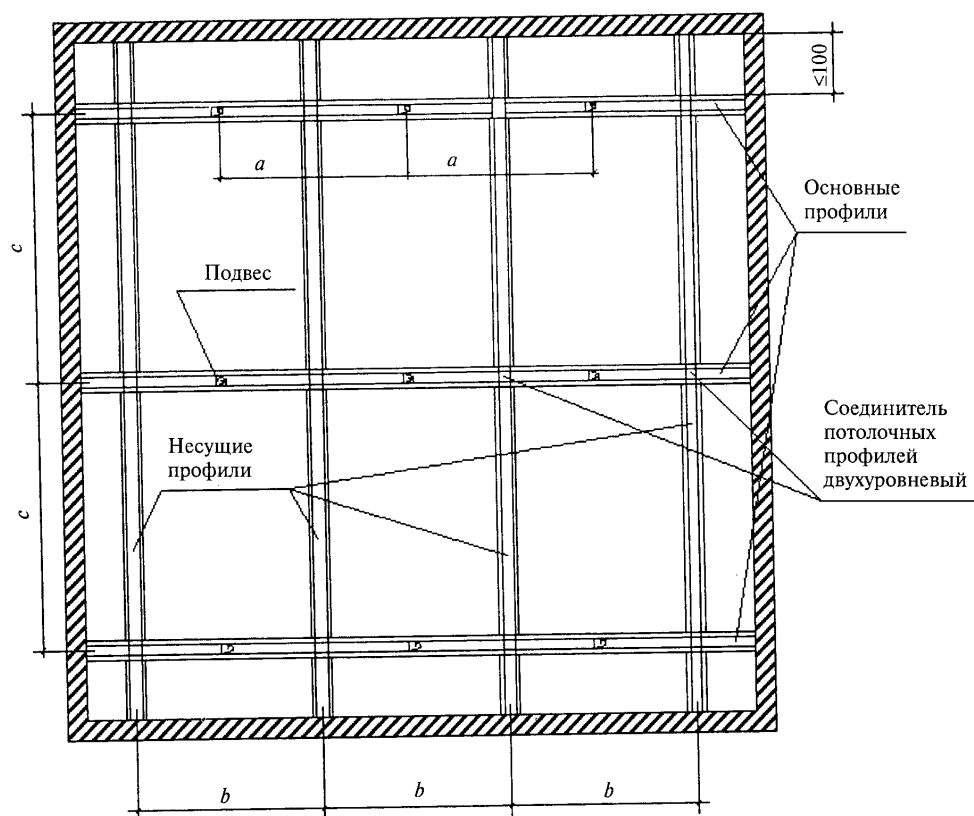 ≤100
a
a
Основные
профили
c
Подвес
Соединитель
потолочных
профилей
двухуровневый
Несущие
профили
c
b
b
b